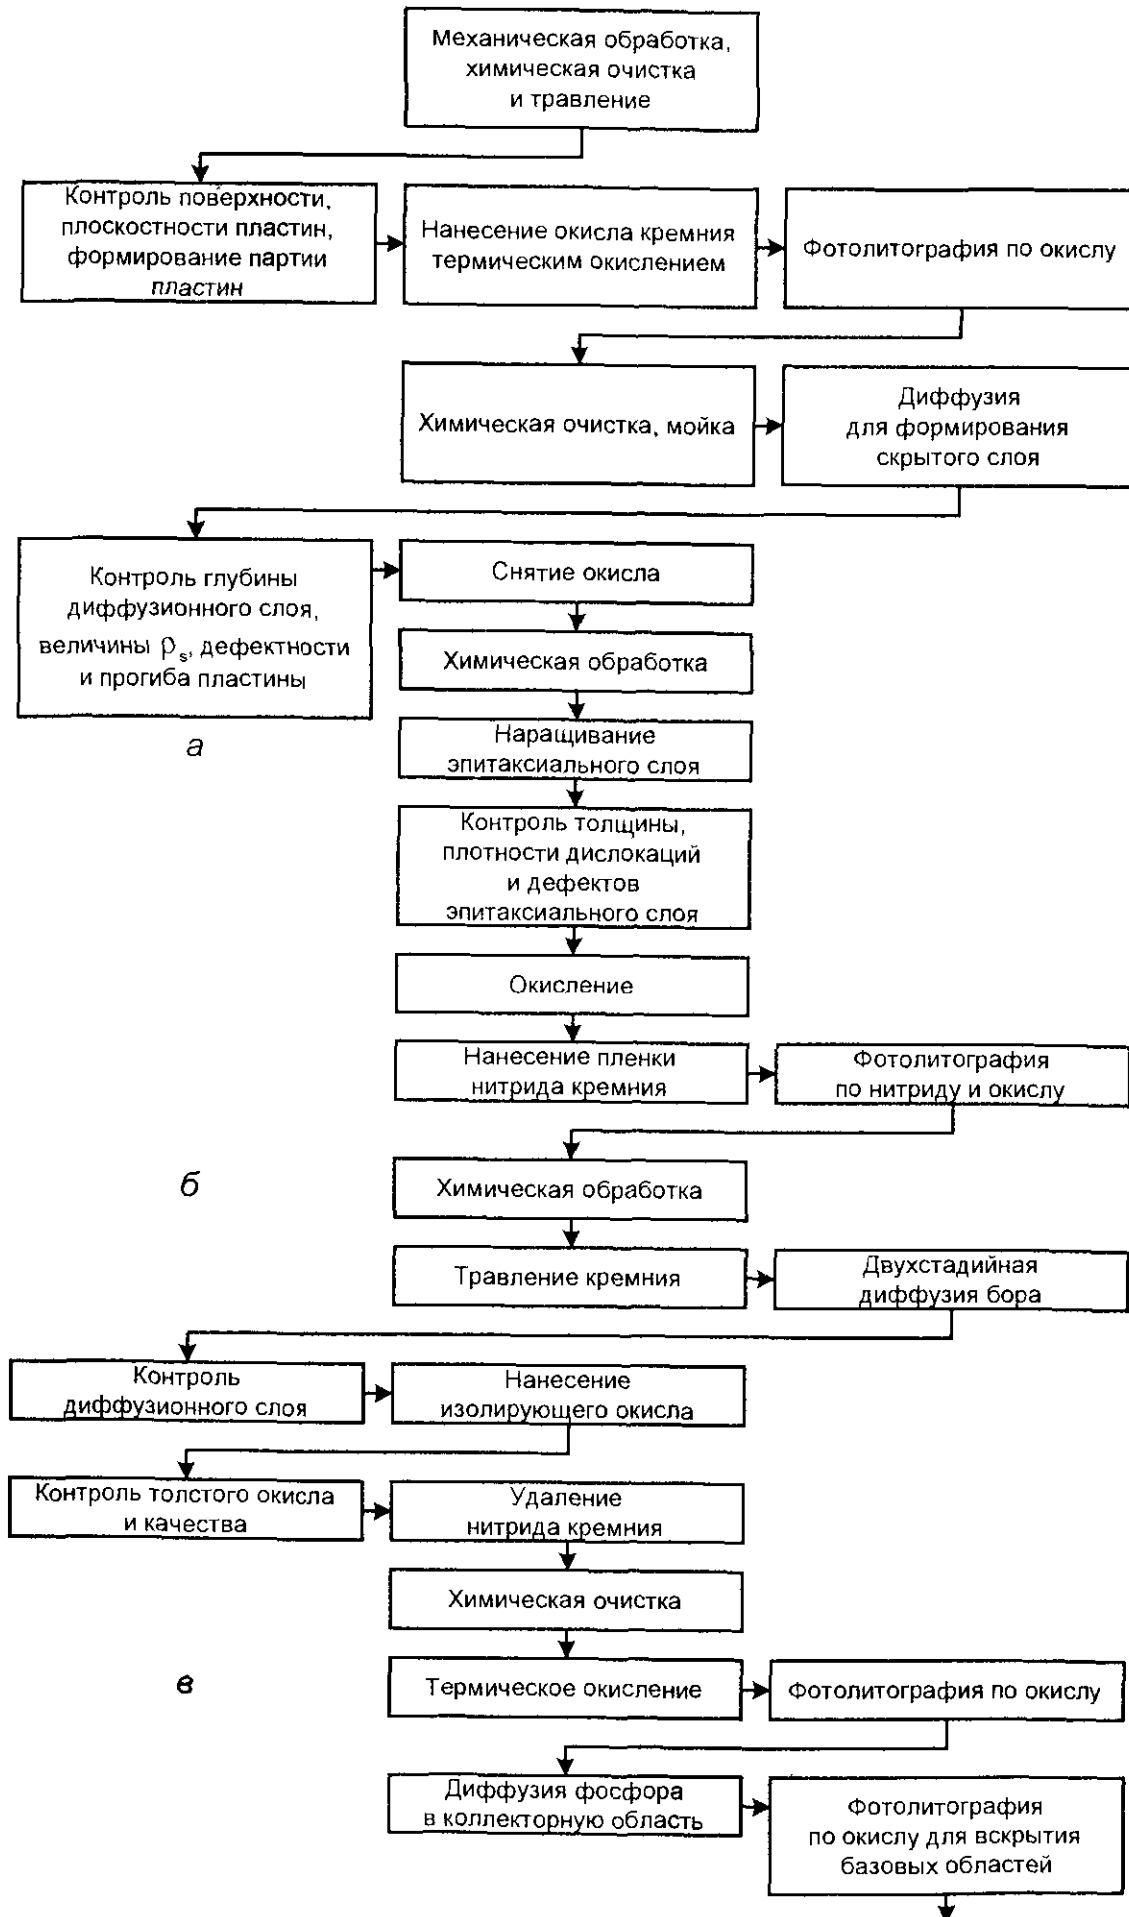 Механическая обработка,
химическая очистка
и травление
Контроль поверхности,
плоскостности пластин,
формирование партии
пластин
Нанесение окисла кремния
термическим окислением
Фотолитография по окислу
Химическая очистка, мойка
Диффузия
для формирования
скрытого слоя
Контроль глубины
диффузионного слоя,
величины ρₛ, дефектности
и прогиба пластины
Снятие окисла
Химическая обработка
а
Наращивание
эпитаксиального слоя
Контроль толщины,
плотности дислокаций
и дефектов
эпитаксиального слоя
Окисление
Нанесение пленки
нитрида кремния
Фотолитография
по нитриду и окислу
б
Химическая обработка
Травление кремния
Двухстадийная
диффузия бора
Контроль
диффузионного слоя
Нанесение
изолирующего окисла
Контроль толстого окисла
и качества
Удаление
нитрида кремния
Химическая очистка
в
Термическое окисление
Фотолитография по окислу
Диффузия фосфора
в коллекторную область
Фотолитография
по окислу для вскрытия
базовых областей